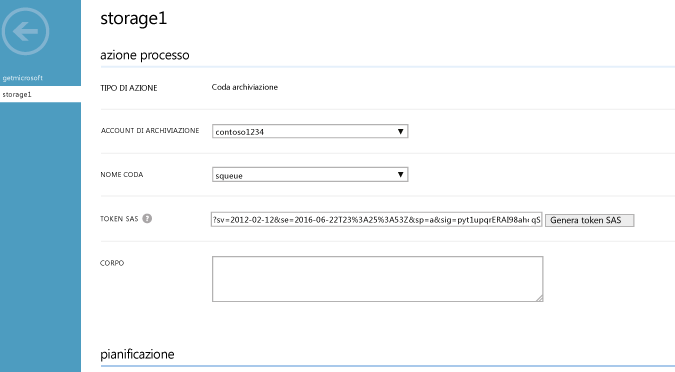 storage1
azione processo
getmicrosoft
storage1
TIPO DI AZIONE Coda archiviazione
ACCOUNT DI ARCHIVIAZIONE contoso1234
NOME CODA squeue
TOKEN SAS ? ?sv=2012-02-12&se=2016-06-22T23%3A25%3A53Z&sp=a&sig=pyt1upqrERAI98ah qS Genera token SAS
CORPO
pianificazione